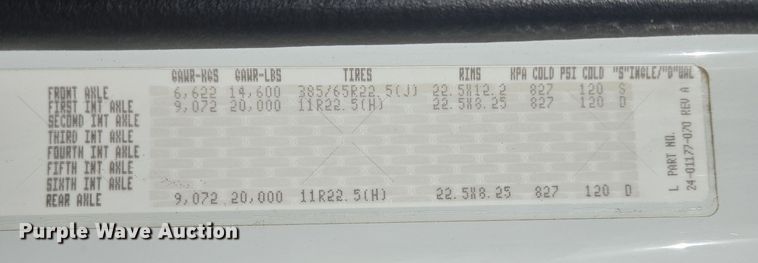 GAWR-KGS GAWR-LBS TIRES RIMS KPA COLD PSI COLD "S"INGLE/"D"UAL
FRONT AXLE 6,622 14,600 385/65R22.5(J) 22.5X12.2 827 120 S
FIRST INT AXLE 9,072 20,000 11R22.5(H) 22.5X8.25 827 120 D
SECOND INT AXLE
THIRD INT AXLE
FOURTH INT AXLE
FIFTH INT AXLE
SIXTH INT AXLE
REAR AXLE 9,072 20,000 11R22.5(H) 22.5X8.25 827 120 D
L PART NO.
24-01177-070 REV A
Purple Wave Auction